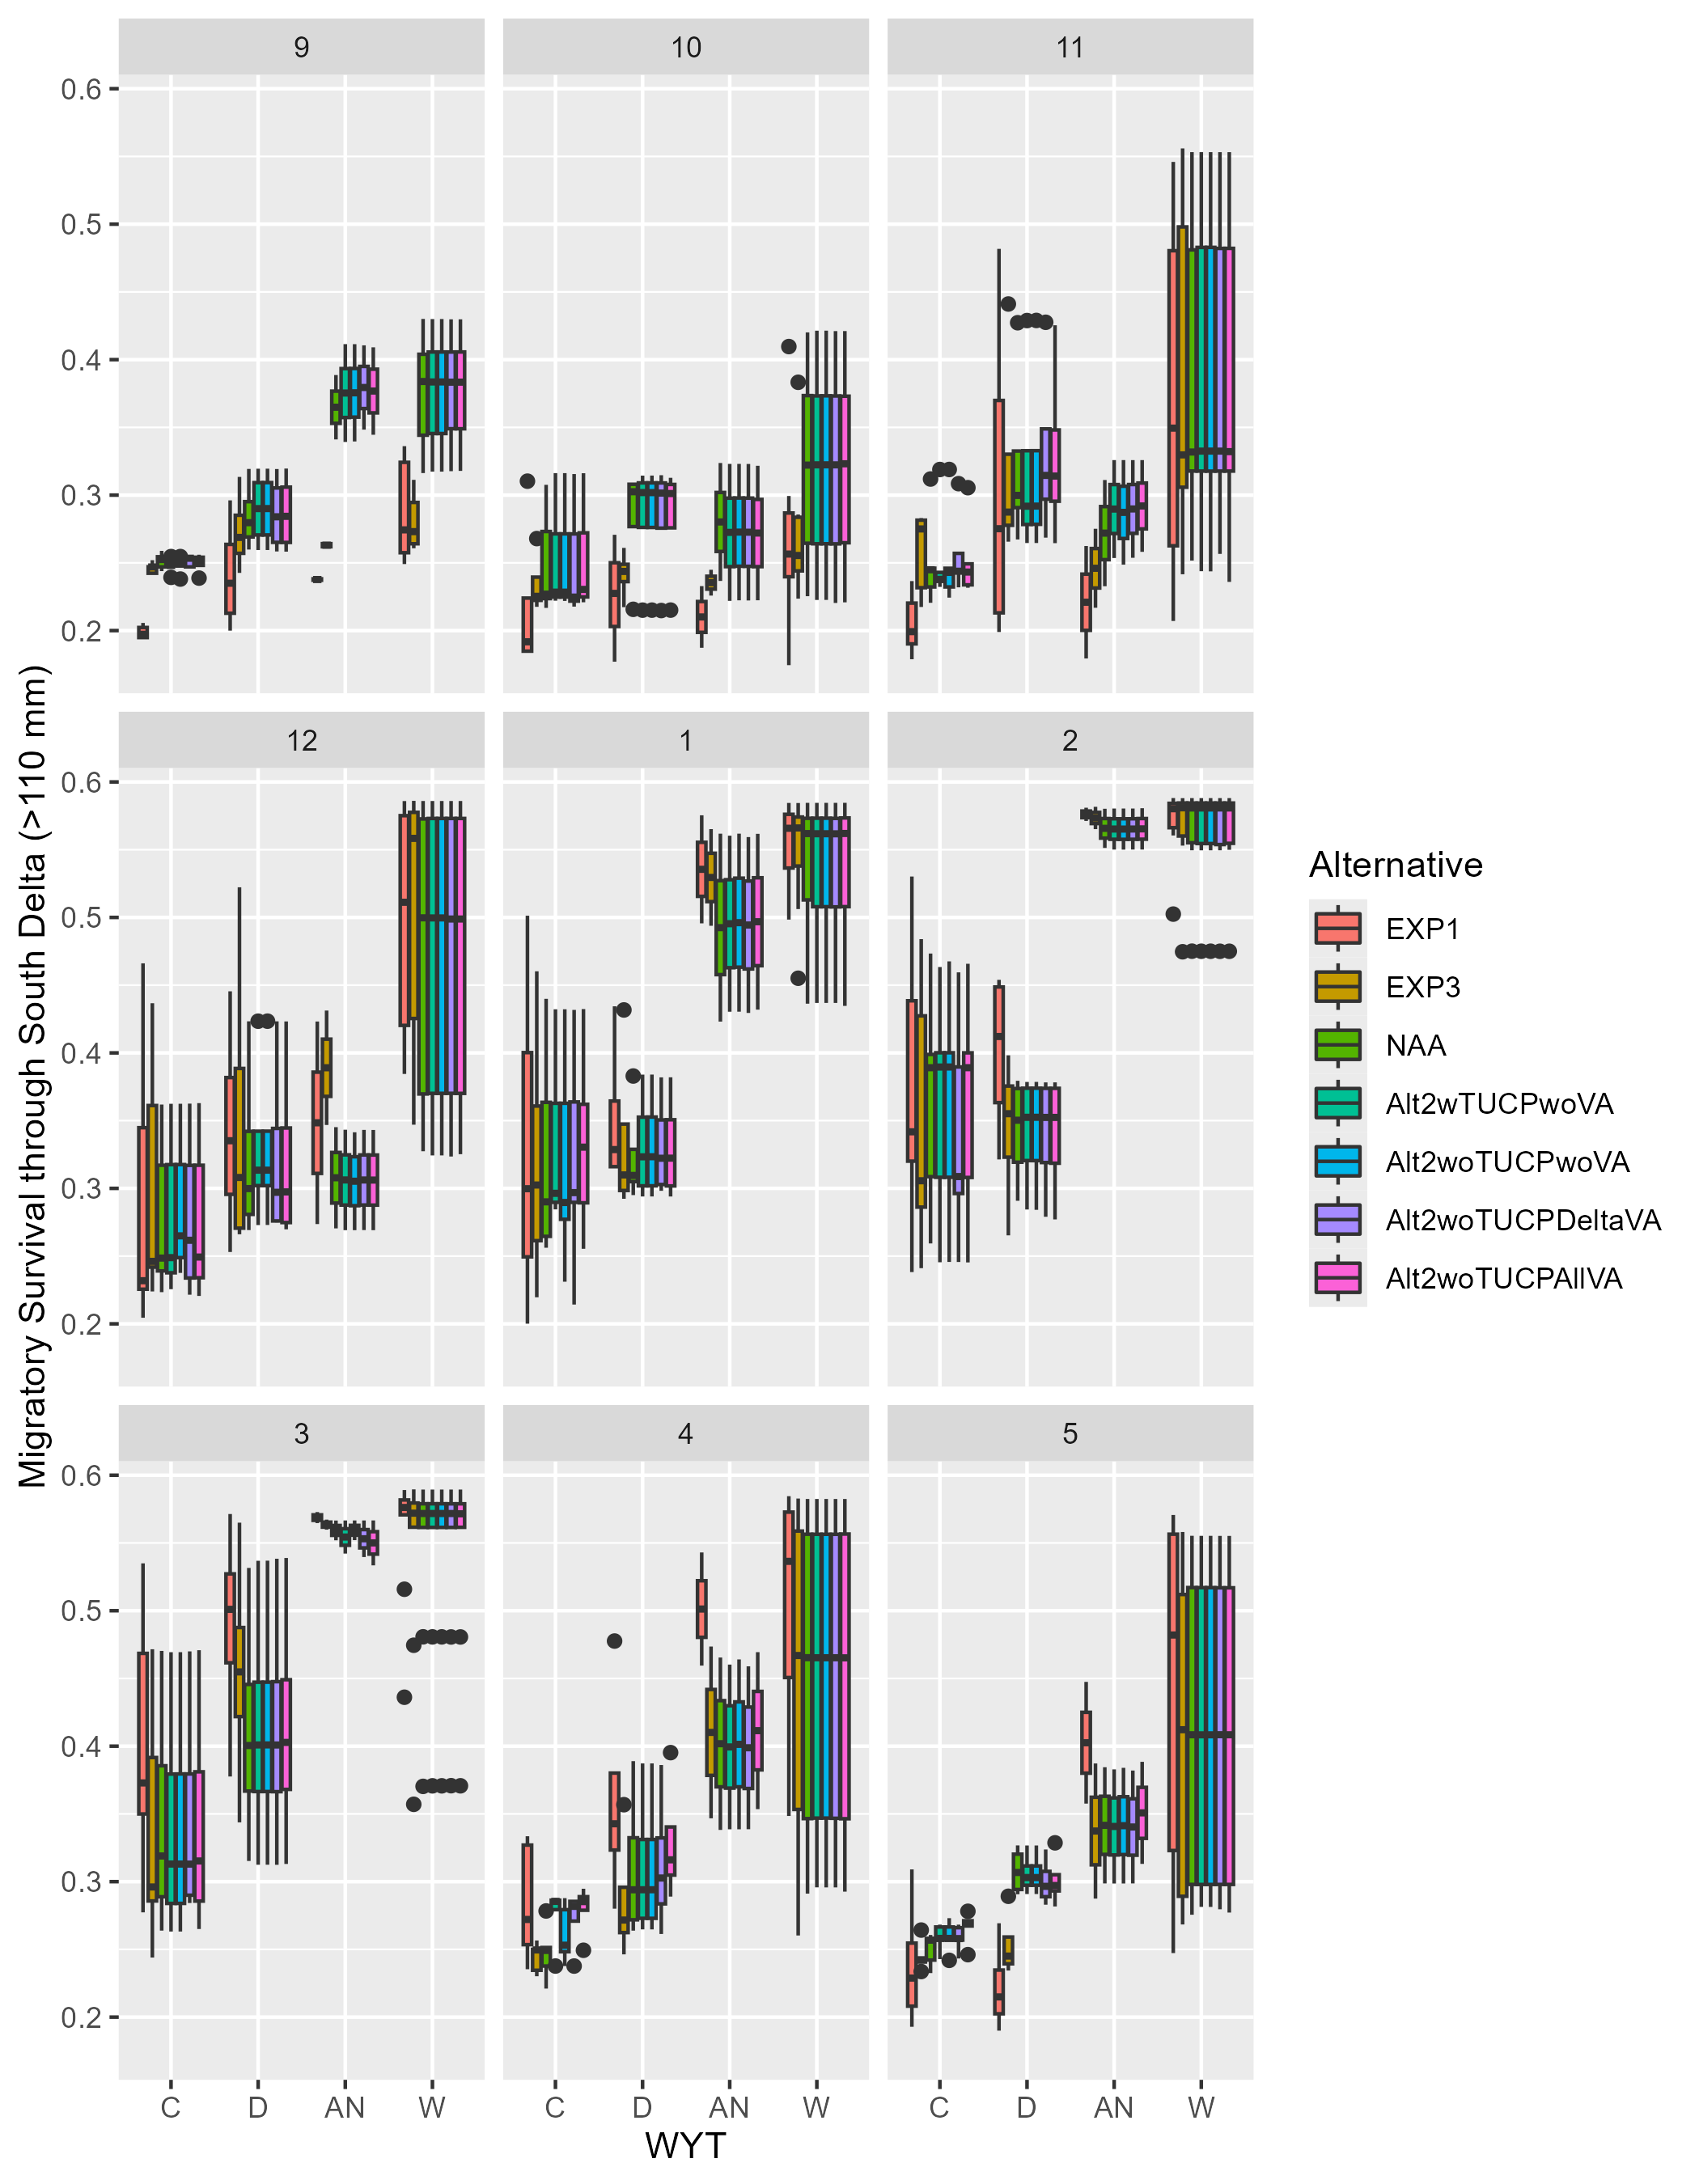 9
10
11
0.6
0.5
0.4
0.3
0.2
12
1
2
0.6
0.5
0.4
0.3
0.2
3
4
5
0.6
0.5
0.4
0.3
0.2
C D AN W
C D AN W
C D AN W
WYT
Migratory Survival through South Delta (>110 mm)
Alternative
EXP1
EXP3
NAA
Alt2wTUCPwoVA
Alt2woTUCPwoVA
Alt2woTUCPDeltaVA
Alt2woTUCPAllVA